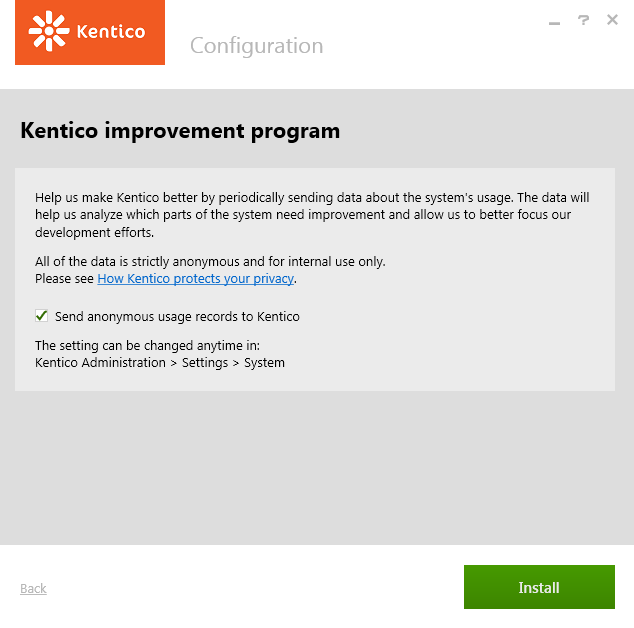 Kentico
Configuration
Kentico improvement program
Help us make Kentico better by periodically sending data about the system's usage. The data will
help us analyze which parts of the system need improvement and allow us to better focus our
development efforts.
All of the data is strictly anonymous and for internal use only.
Please see How Kentico protects your privacy.
Send anonymous usage records to Kentico
The setting can be changed anytime in:
Kentico Administration > Settings > System
Back
Install